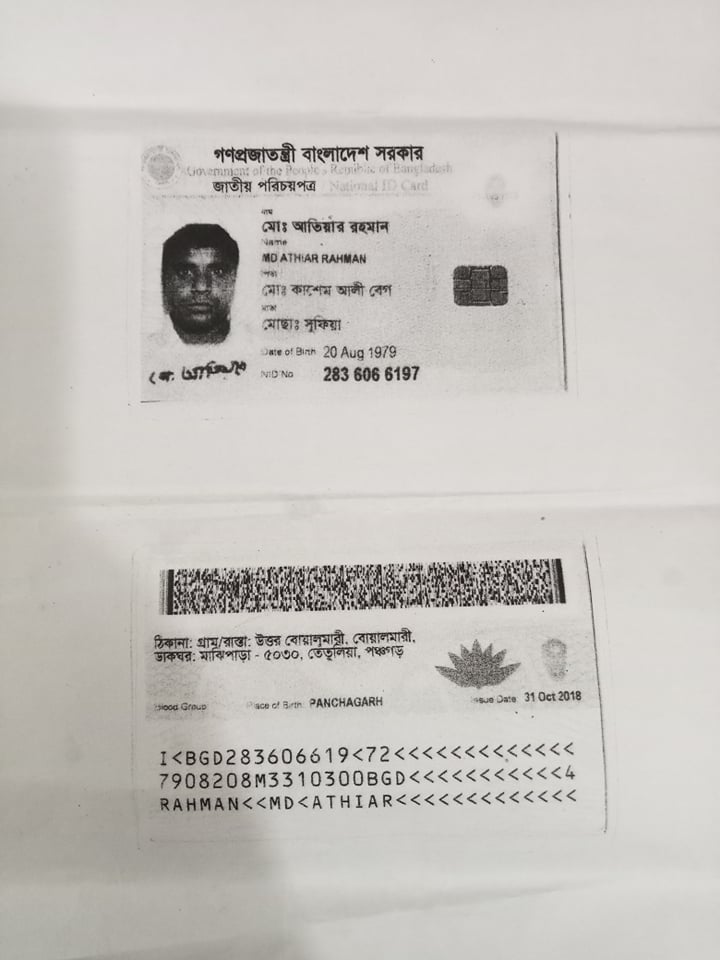 গণপ্রজাতন্ত্রী বাংলাদেশ সরকার
Government of the People's Republic of Bangladesh
জাতীয় পরিচয়পত্র / National ID Card
নাম
মোঃ আতিয়ার রহমান
Name
MD ATHIAR RAHMAN
পিতা
মোঃ কাশেম আলী বেগ
মাতা
মোছাঃ সুফিয়া
Date of Birth 20 Aug 1979
NID No 283 606 6197
ঠিকানা: গ্রাম/রাস্তা: উত্তর বোয়ালমারী, বোয়ালমারী,
ডাকঘর: মাঝিপাড়া - ৫০৩০, তেতুলিয়া, পঞ্চগড়
Blood Group Place of Birth: PANCHAGARH Issue Date 31 Oct 2018
I<BGD283606619<72<<<<<<<<<<<<<
7908208M3310300BGD<<<<<<<<<<<4
RAHMAN<<MD<ATHIAR<<<<<<<<<<<<<